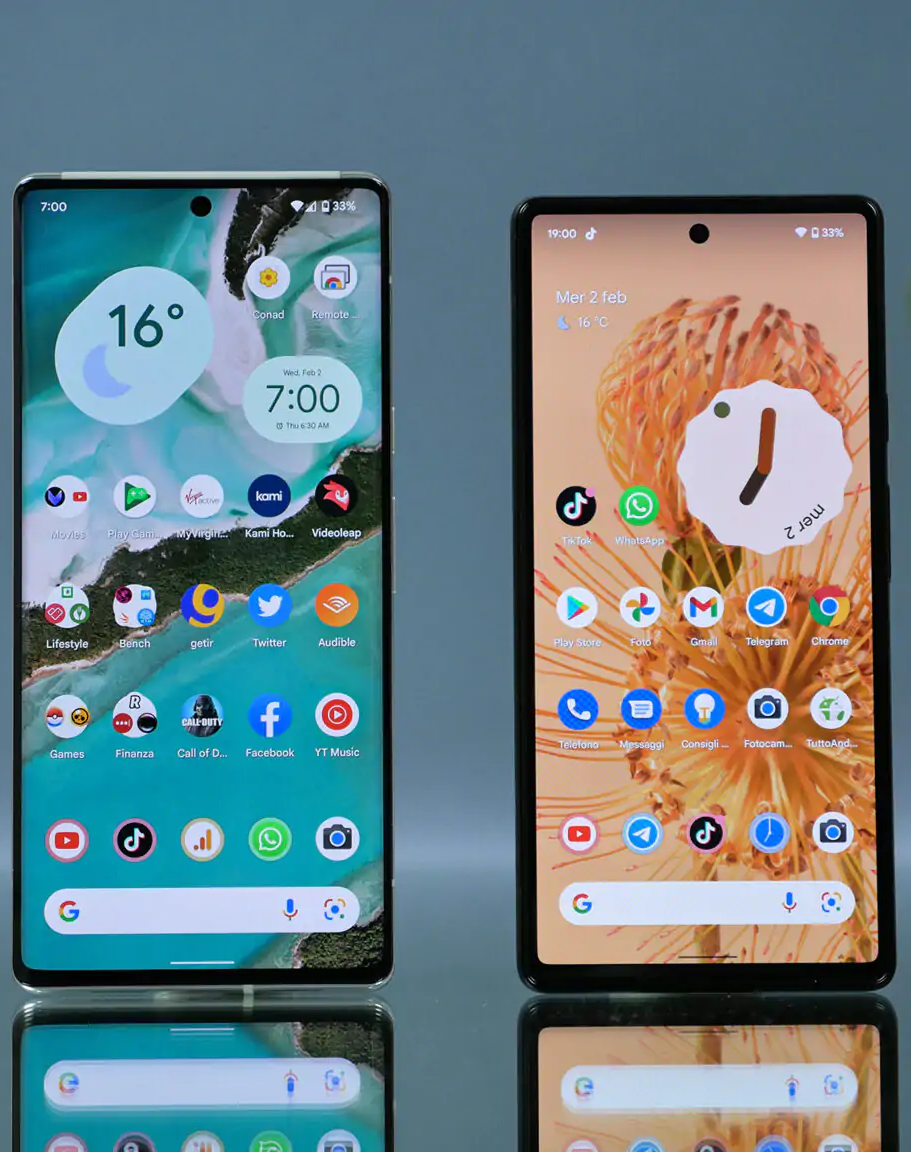 7:00
33%
16°
Conad
Remote ...
Wed, Feb 2
7:00
Thu 6:30 AM
Movies
Play Gam...
MyVirgin...
Kami Ho...
Videoleap
Virgin active
kami
Lifestyle
Bench
getir
Twitter
Audible
R
CALL·DUTY
Games
Finanza
Call of D...
Facebook
YT Music
G
19:00
33%
Mer 2 feb
16 °C
mer 2
TikTok
WhatsApp
Play Store
Foto
Gmail
Telegram
Chrome
Telefono
Messaggi
Consigli ...
Fotocam...
TuttoAnd...
G